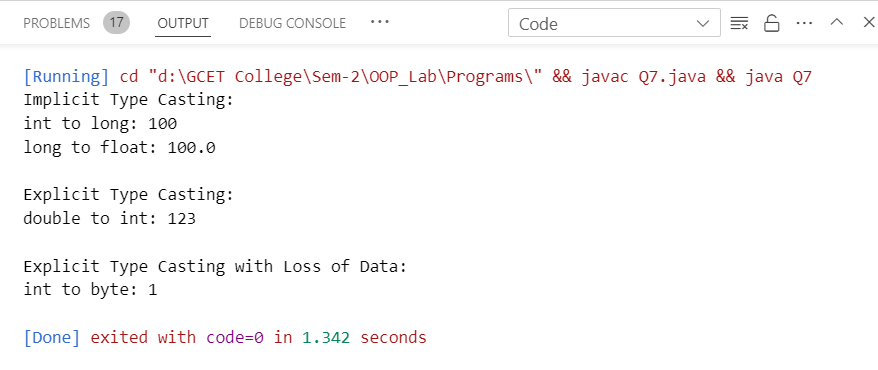 PROBLEMS 17 OUTPUT DEBUG CONSOLE ··· Code ···
[Running] cd "d:\GCET College\Sem-2\OOP_Lab\Programs\" && javac Q7.java && java Q7
Implicit Type Casting:
int to long: 100
long to float: 100.0
Explicit Type Casting:
double to int: 123
Explicit Type Casting with Loss of Data:
int to byte: 1
[Done] exited with code=0 in 1.342 seconds